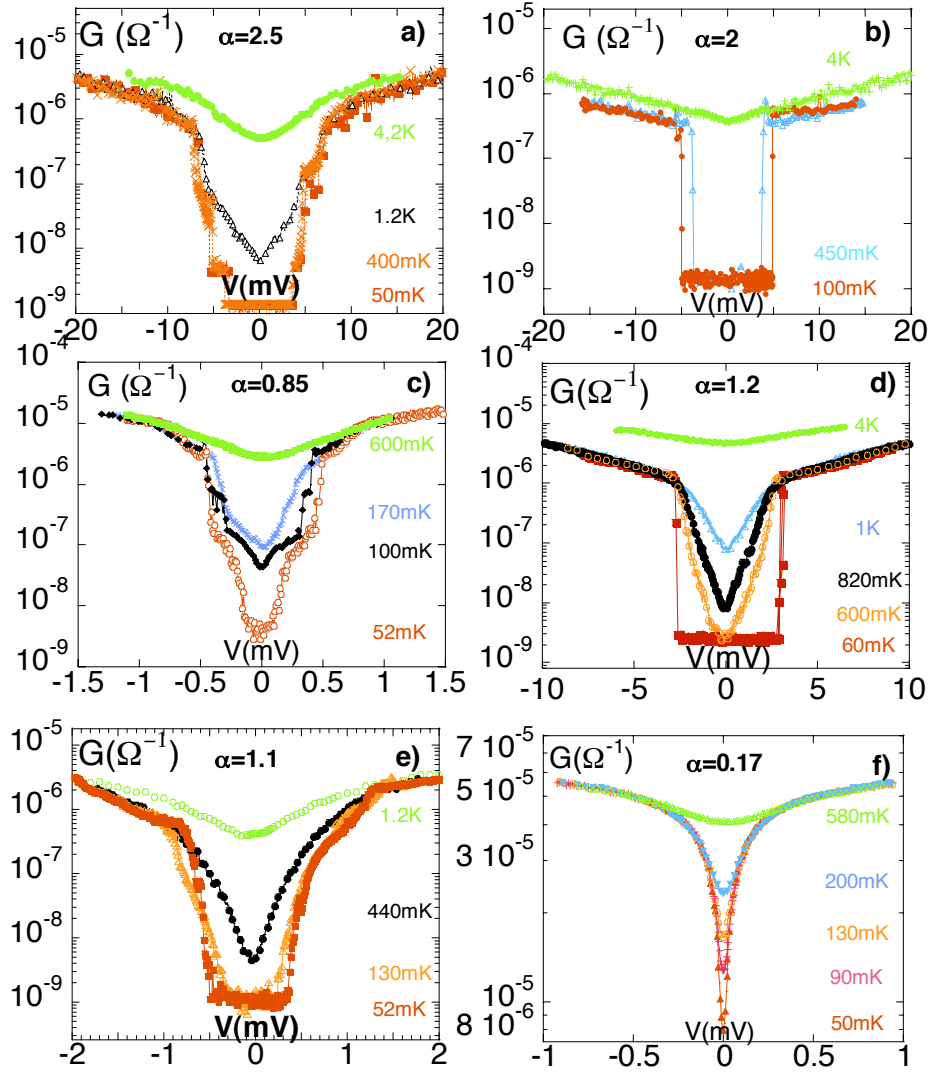 G (Ω⁻¹) α=2.5 a)
10⁻⁵
10⁻⁶
10⁻⁷
10⁻⁸
10⁻⁹
4,2K
1.2K
400mK
50mK
V(mV)
-20 -10 0 10 20
G (Ω⁻¹) α=2 b)
10⁻⁵
10⁻⁶
10⁻⁷
10⁻⁸
10⁻⁹
4K
450mK
100mK
V(mV)
-20 -10 0 10 20
G (Ω⁻¹) α=0.85 c)
10⁻⁴
10⁻⁵
10⁻⁶
10⁻⁷
10⁻⁸
10⁻⁹
600mK
170mK
100mK
52mK
V(mV)
-1.5 -1 -0.5 0 0.5 1 1.5
G(Ω⁻¹) α=1.2 d)
10⁻⁴
10⁻⁵
10⁻⁶
10⁻⁷
10⁻⁸
10⁻⁹
4K
1K
820mK
600mK
60mK
V(mV)
-10 -5 0 5 10
G(Ω⁻¹) α=1.1 e)
10⁻⁵
10⁻⁶
10⁻⁷
10⁻⁸
10⁻⁹
1.2K
440mK
130mK
52mK
V(mV)
-2 -1 0 1 2
G(Ω⁻¹) α=0.17 f)
7 10⁻⁵
5 10⁻⁵
3 10⁻⁵
10⁻⁵
8 10⁻⁶
580mK
200mK
130mK
90mK
50mK
V(mV)
-1 -0.5 0 0.5 1